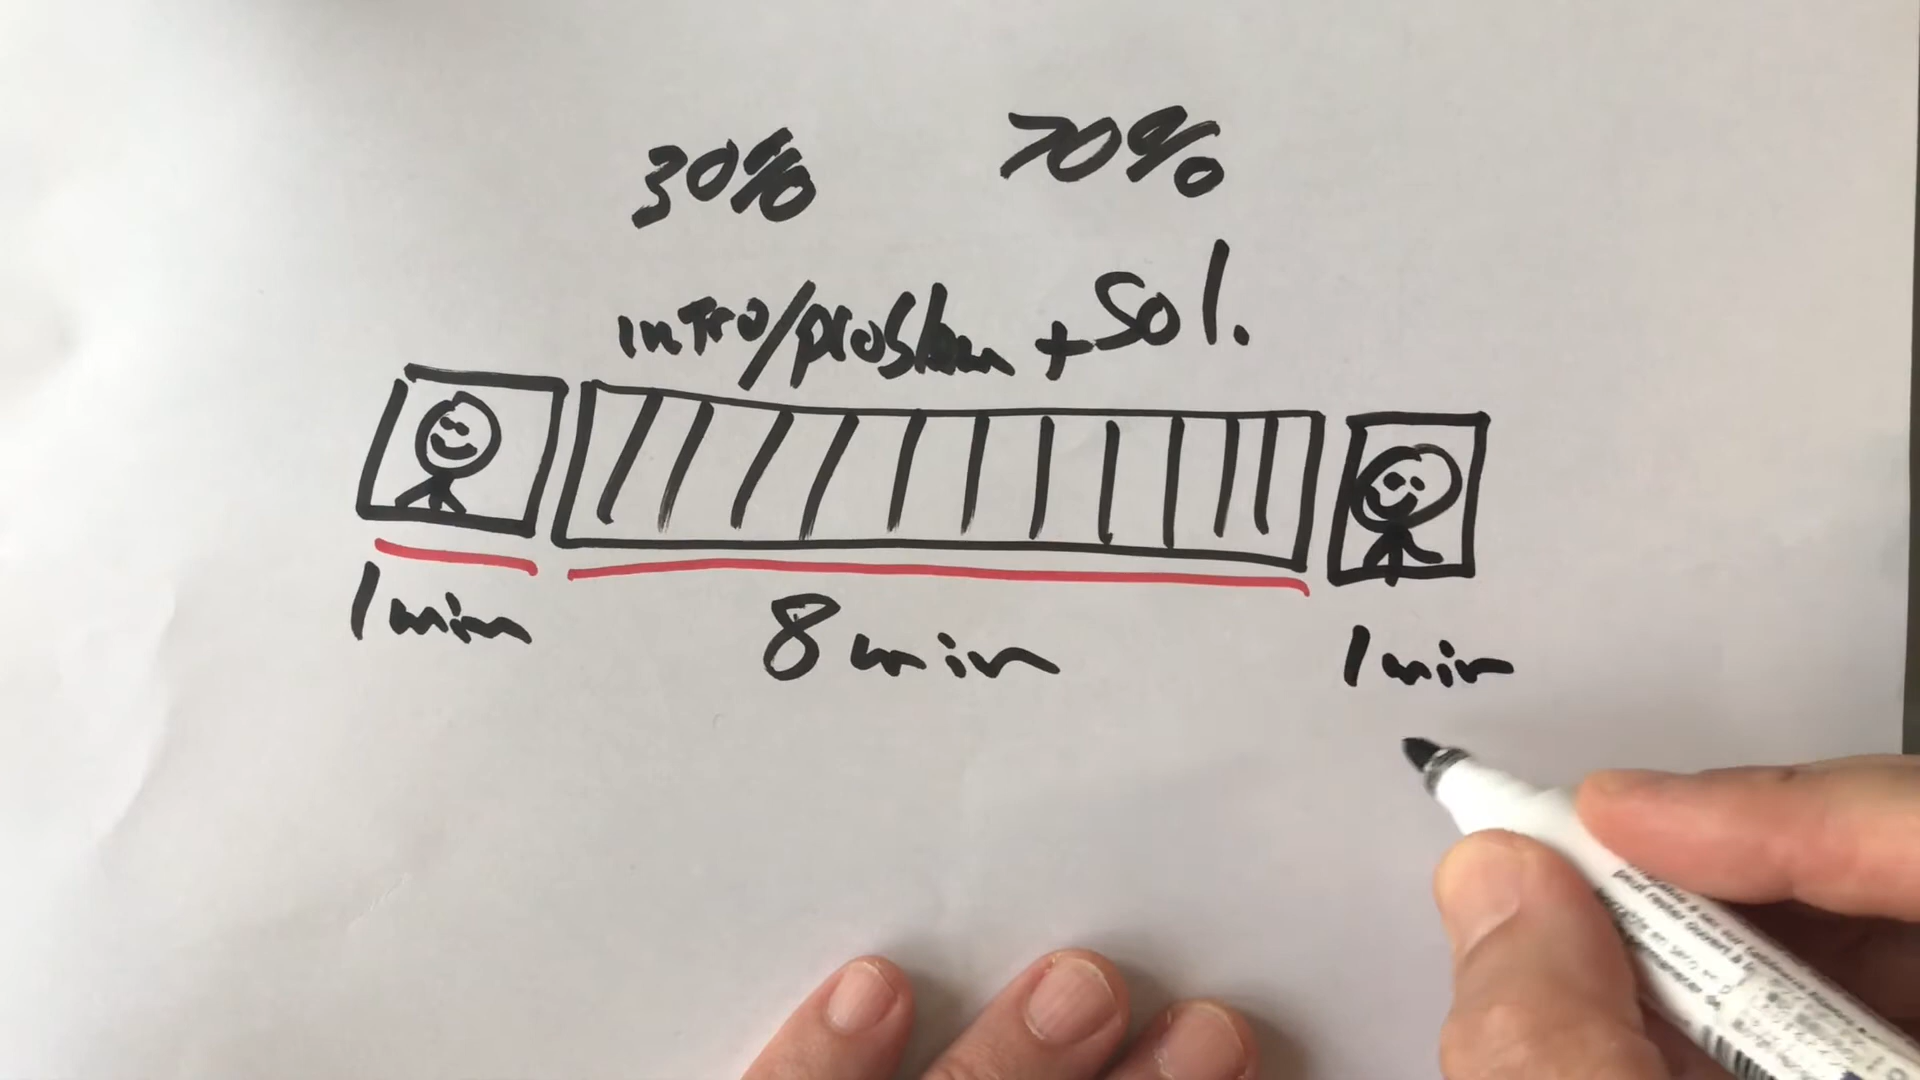 30% 70%
intro/problem + Sol.
1 min 8 min 1 min